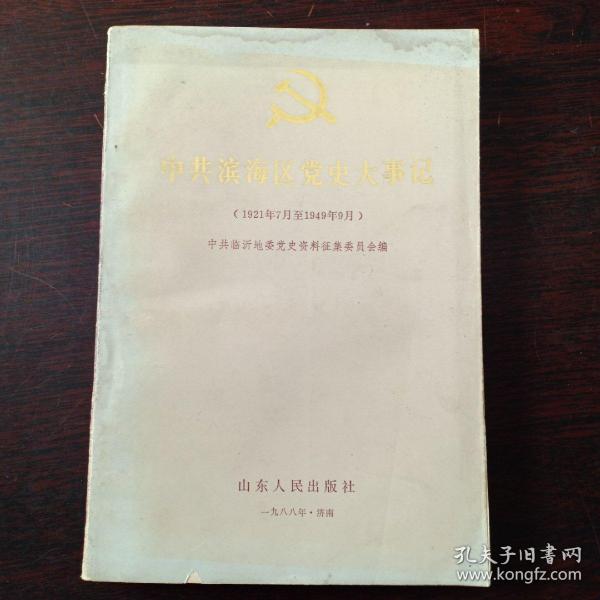 中共滨海区党史大事记
（1921年7月至1949年9月）
中共临沂地委党史资料征集委员会编
山东人民出版社
一九八八年·济南
孔夫子旧书网
www.kongfz.com